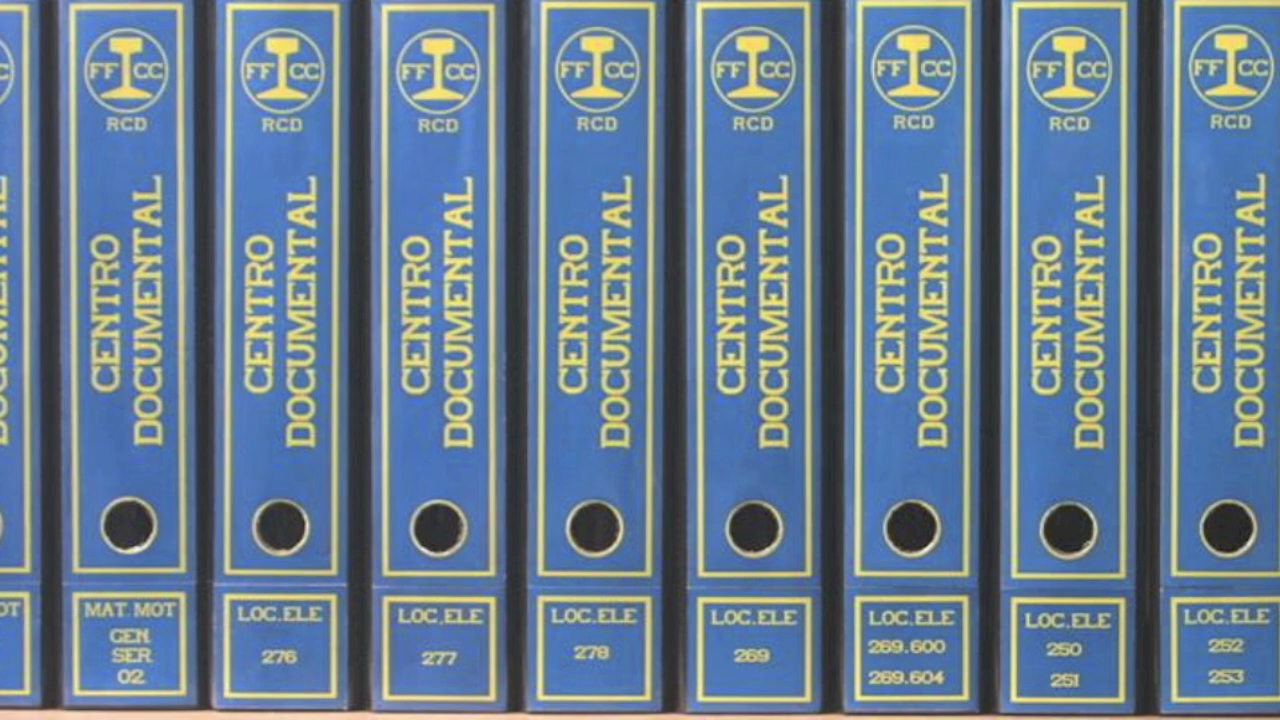 FF CC
RCD
CENTRO
DOCUMENTAL
MAT. MOT
GEN.
SER
02
FF CC
RCD
CENTRO
DOCUMENTAL
LOC.ELE
276
FF CC
RCD
CENTRO
DOCUMENTAL
LOC.ELE
277
FF CC
RCD
CENTRO
DOCUMENTAL
LOC.ELE
278
FF CC
RCD
CENTRO
DOCUMENTAL
LOC.ELE
269
FF CC
RCD
CENTRO
DOCUMENTAL
LOC.ELE
269.600
269.604
FF CC
RCD
CENTRO
DOCUMENTAL
LOC.ELE
250
251
FF CC
RCD
CENTRO
DOCUMENTAL
LOC.ELE
252
253